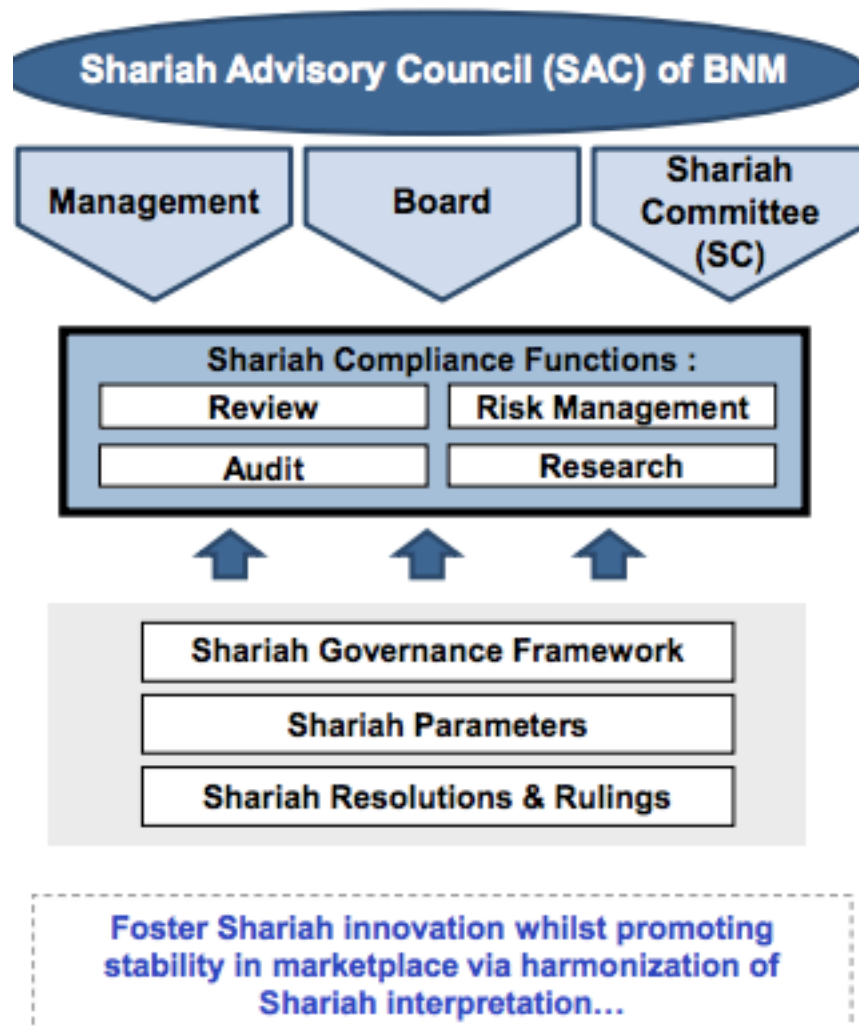 Shariah Advisory Council (SAC) of BNM
Management
Board
Shariah
Committee
(SC)
Shariah Compliance Functions :
Review
Risk Management
Audit
Research
Shariah Governance Framework
Shariah Parameters
Shariah Resolutions & Rulings
Foster Shariah innovation whilst promoting
stability in marketplace via harmonization of
Shariah interpretation...